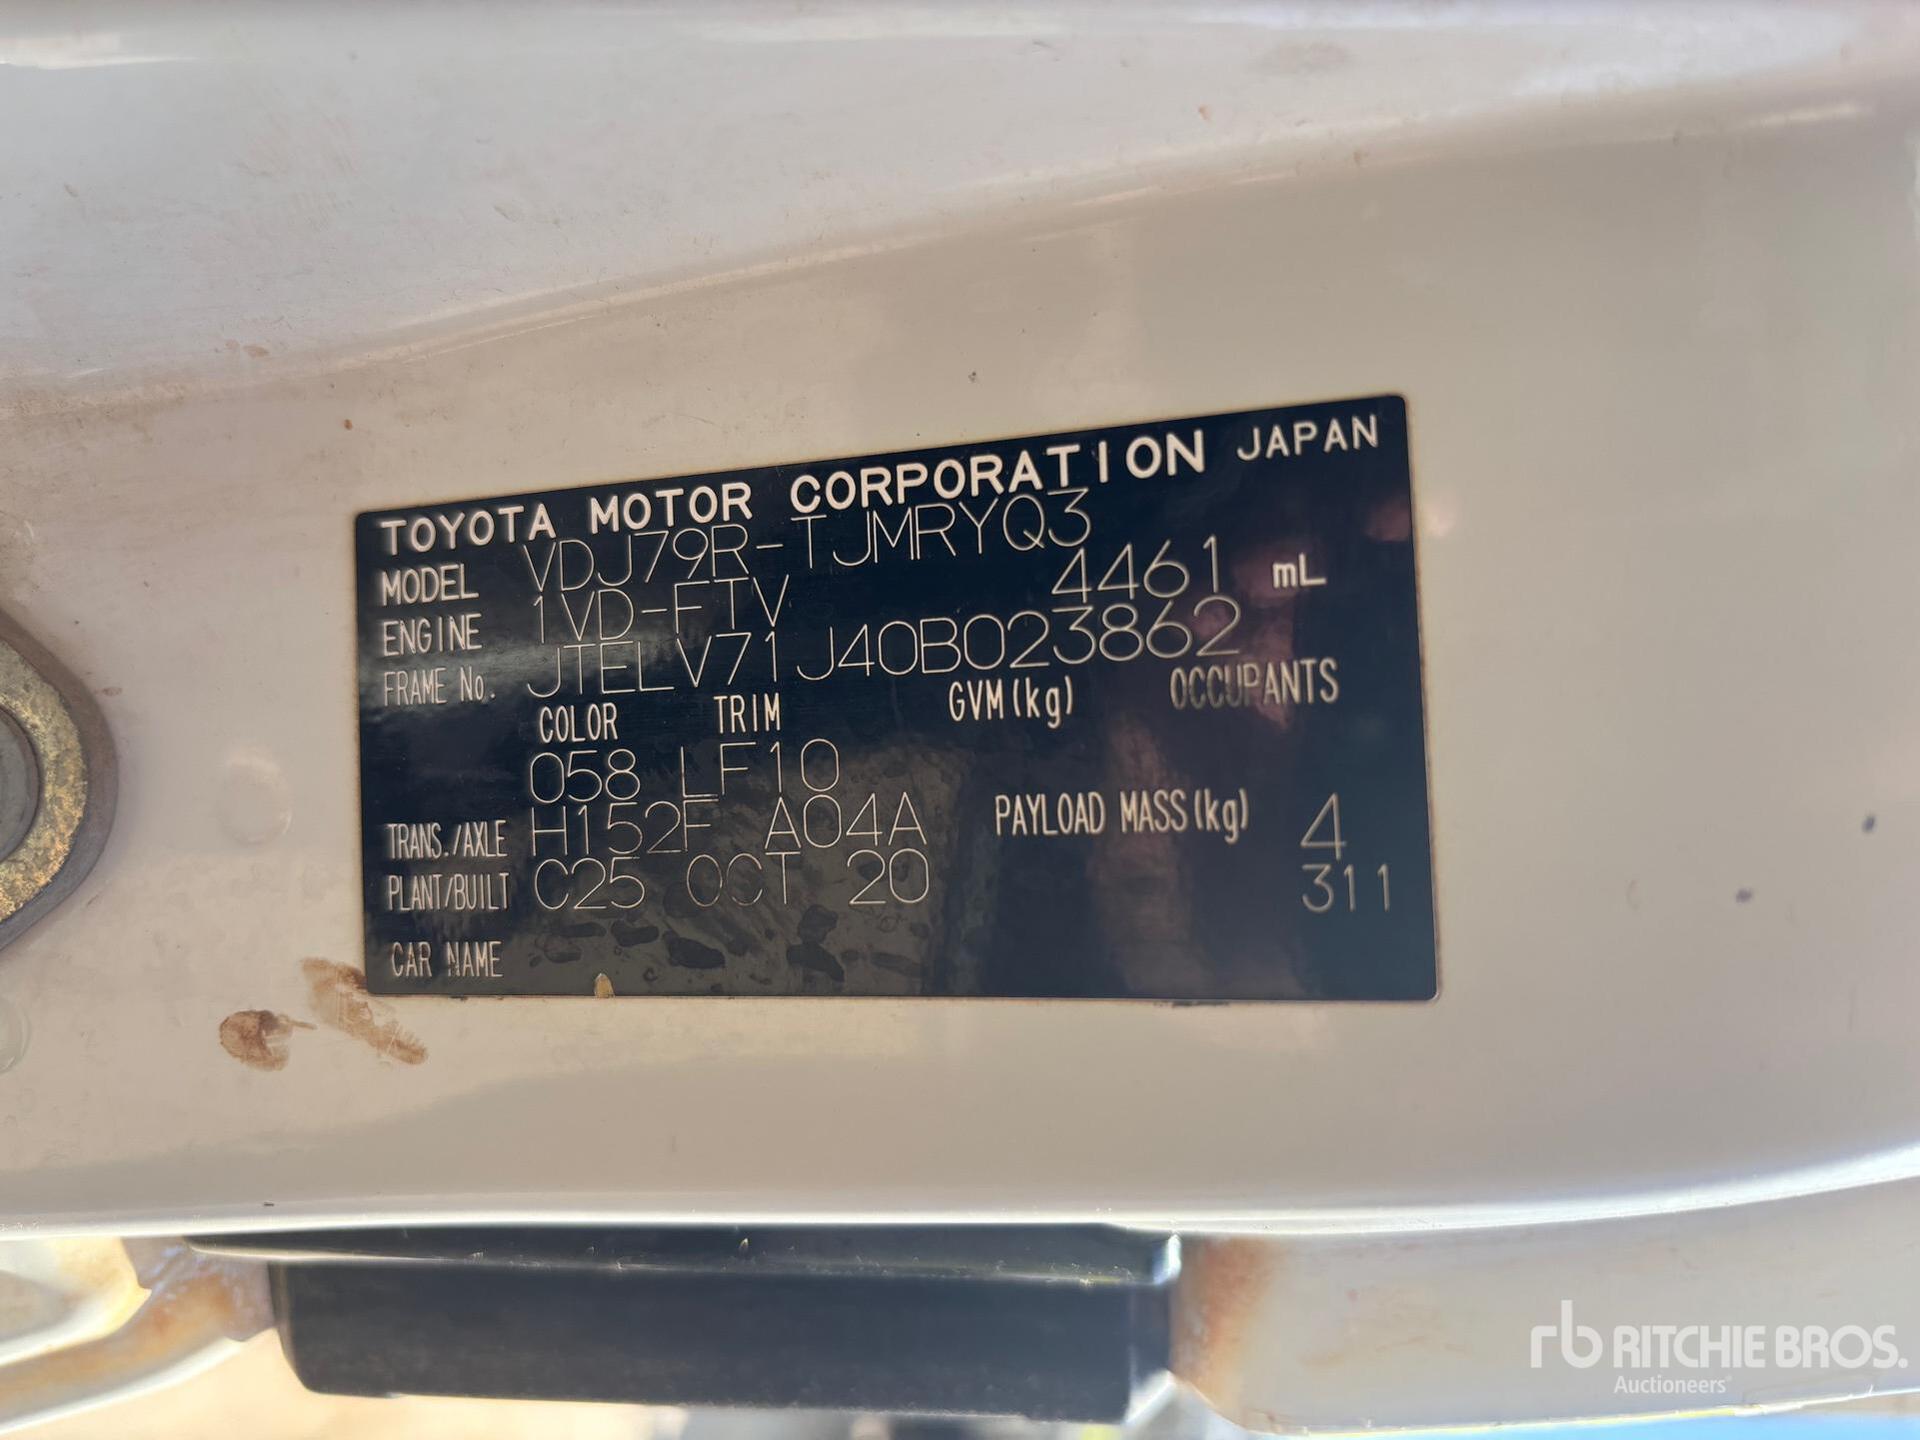 TOYOTA MOTOR CORPORATION JAPAN
MODEL VDJ79R-TJMRYQ3
ENGINE 1VD-FTV 4461 mL
FRAME No. JTELV71J40B023862
COLOR TRIM GVM(kg) OCCUPANTS
058 LF10
TRANS./AXLE H152F A04A PAYLOAD MASS(kg) 4
PLANT/BUILT C25 OCT 20 311
CAR NAME
rb RITCHIE BROS.
Auctioneers